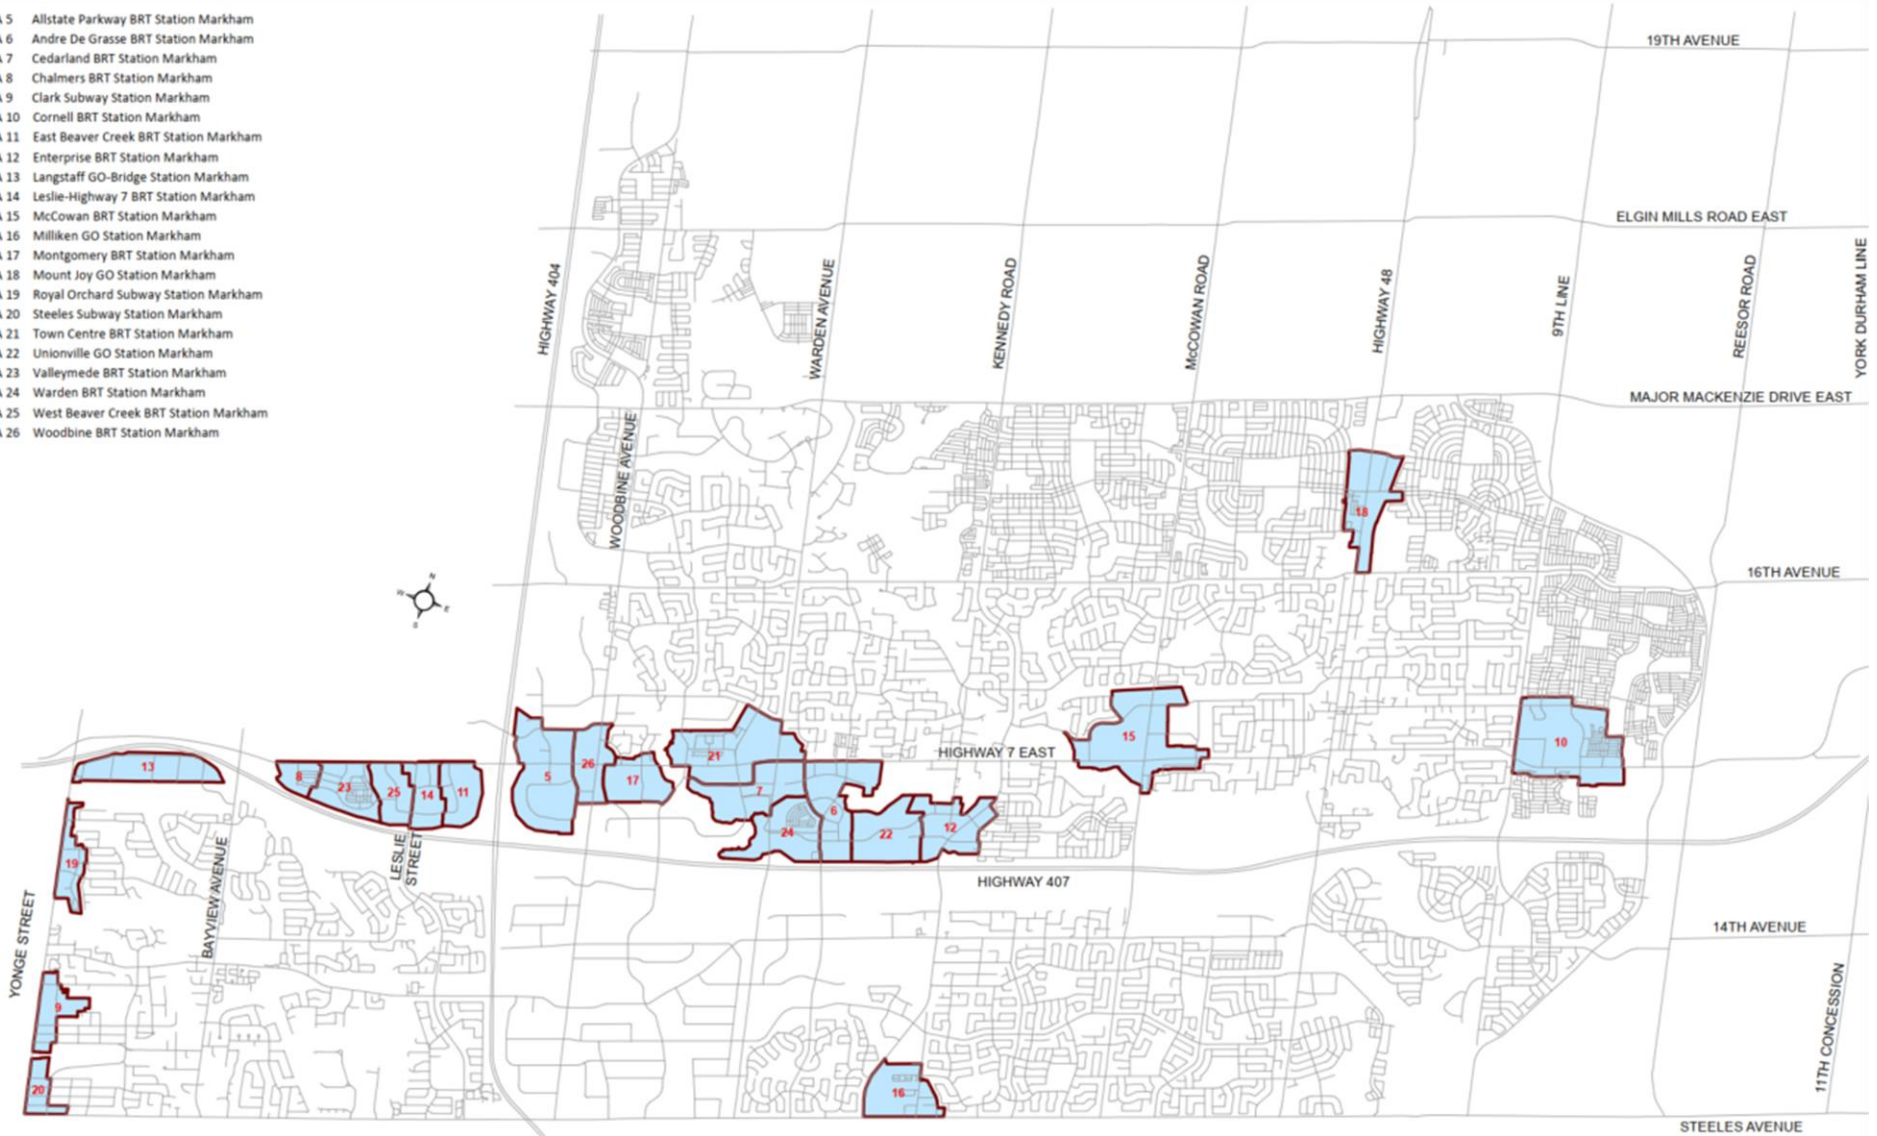 5 Allstate Parkway BRT Station Markham
6 Andre De Grasse BRT Station Markham
7 Cedarland BRT Station Markham
8 Chalmers BRT Station Markham
9 Clark Subway Station Markham
10 Cornell BRT Station Markham
11 East Beaver Creek BRT Station Markham
12 Enterprise BRT Station Markham
13 Langstaff GO-Bridge Station Markham
14 Leslie-Highway 7 BRT Station Markham
15 McCowan BRT Station Markham
16 Milliken GO Station Markham
17 Montgomery BRT Station Markham
18 Mount Joy GO Station Markham
19 Royal Orchard Subway Station Markham
20 Steeles Subway Station Markham
21 Town Centre BRT Station Markham
22 Unionville GO Station Markham
23 Valleymede BRT Station Markham
24 Warden BRT Station Markham
25 West Beaver Creek BRT Station Markham
26 Woodbine BRT Station Markham
19TH AVENUE
ELGIN MILLS ROAD EAST
HIGHWAY 404
WARDEN AVENUE
KENNEDY ROAD
McCOWAN ROAD
HIGHWAY 48
9TH LINE
REESOR ROAD
YORK DURHAM LINE
MAJOR MACKENZIE DRIVE EAST
WOODBINE AVENUE
18
16TH AVENUE
N
W
E
S
HIGHWAY 7 EAST
13
8
23
25
14
11
5
26
17
21
7
24
6
22
12
15
10
LESLIE
STREET
19
BAYVIEW AVENUE
YONGE STREET
HIGHWAY 407
14TH AVENUE
9
20
16
11TH CONCESSION
STEELES AVENUE